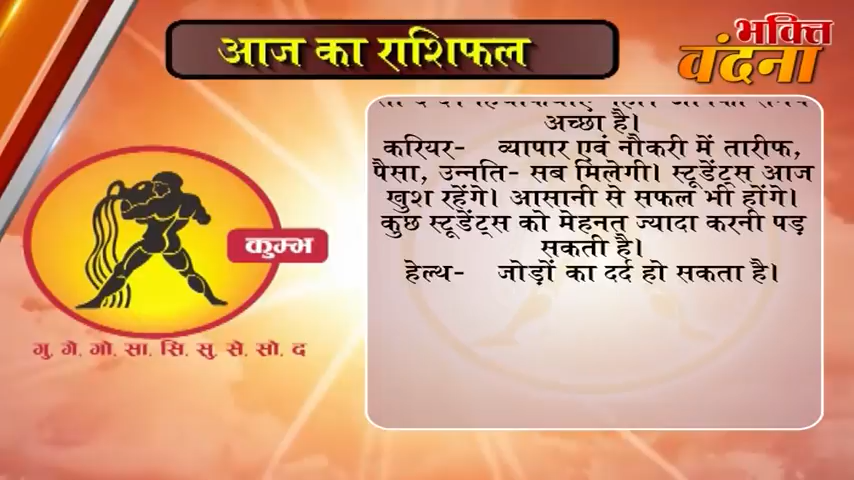 आज का राशिफल
भक्ति
वंदना
अच्छा है।
करियर- व्यापार एवं नौकरी में तारीफ,
पैसा, उन्नति- सब मिलेगी। स्टूडेंट्स आज
खुश रहेंगे। आसानी से सफल भी होंगे।
कुछ स्टूडेंट्स को मेहनत ज्यादा करनी पड़
सकती है।
हेल्थ- जोड़ों का दर्द हो सकता है।
कुम्भ
गु, गे, गो, सा, सि, सु, से, सो, द